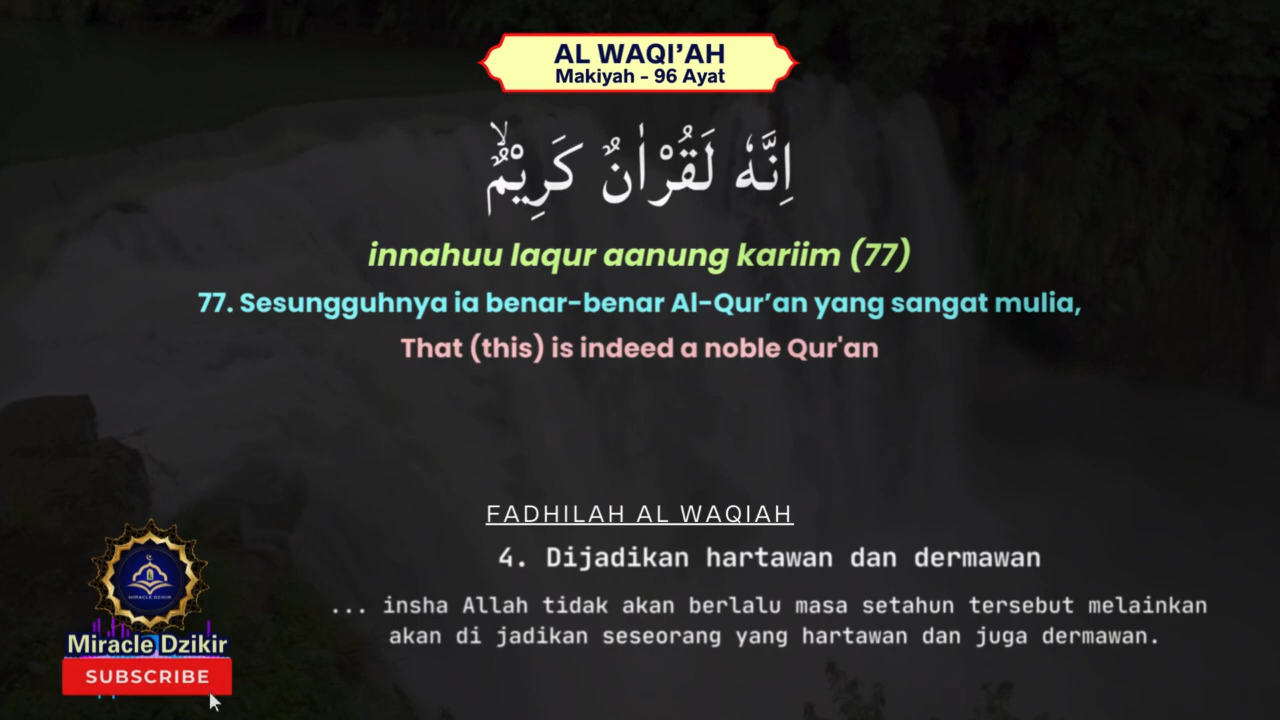 AL WAQI’AH
Makiyah - 96 Ayat
اِنَّهٗ لَقُرْاٰنٌ كَرِيْمٌۙ
innahuu laqur aanung kariim (77)
77. Sesungguhnya ia benar-benar Al-Qur’an yang sangat mulia,
That (this) is indeed a noble Qur'an
FADHILAH AL WAQIAH
4. Dijadikan hartawan dan dermawan
... insha Allah tidak akan berlalu masa setahun tersebut melainkan
akan di jadikan seseorang yang hartawan dan juga dermawan.
MIRACLE DZIKIR
Miracle Dzikir
SUBSCRIBE